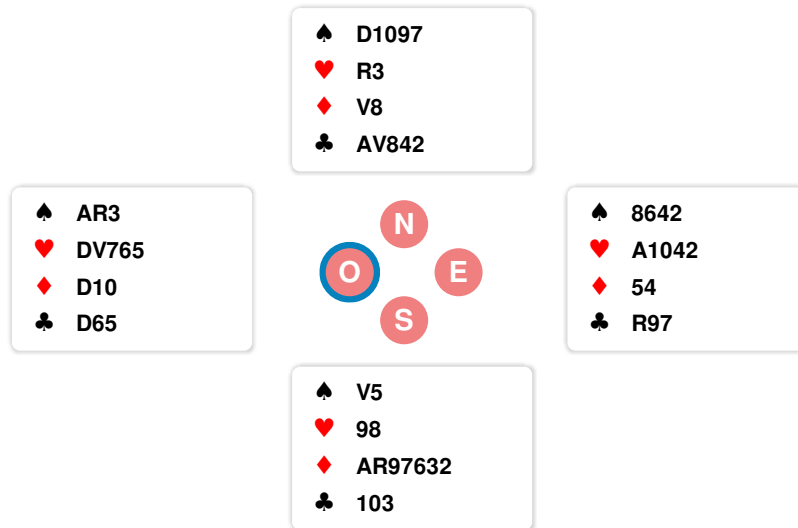 ♠ D1097
♥ R3
♦ V8
♣ AV842
♠ AR3
♥ DV765
♦ D10
♣ D65
N
O
E
S
♠ 8642
♥ A1042
♦ 54
♣ R97
♠ V5
♥ 98
♦ AR97632
♣ 103